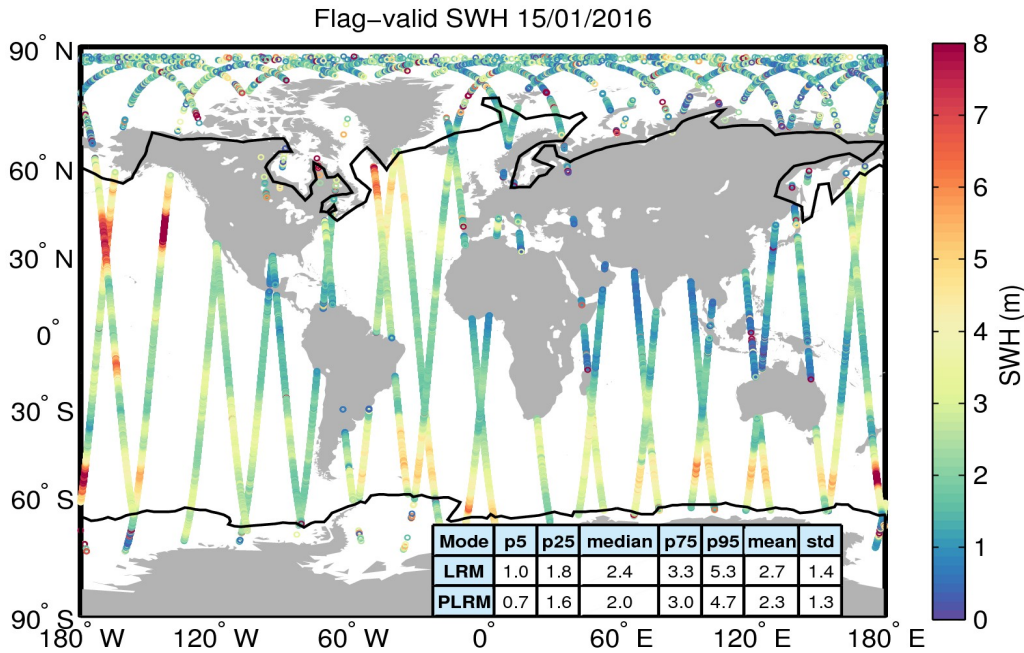 Flag−valid SWH 15/01/2016
90° N
60° N
30° N
0°
30° S
60° S
90° S
180° W
120° W
60° W
0°
60° E
120° E
180° E
8
7
6
5
4
3
2
1
0
SWH (m)
Mode p5 p25 median p75 p95 mean std
LRM 1.0 1.8 2.4 3.3 5.3 2.7 1.4
PLRM 0.7 1.6 2.0 3.0 4.7 2.3 1.3